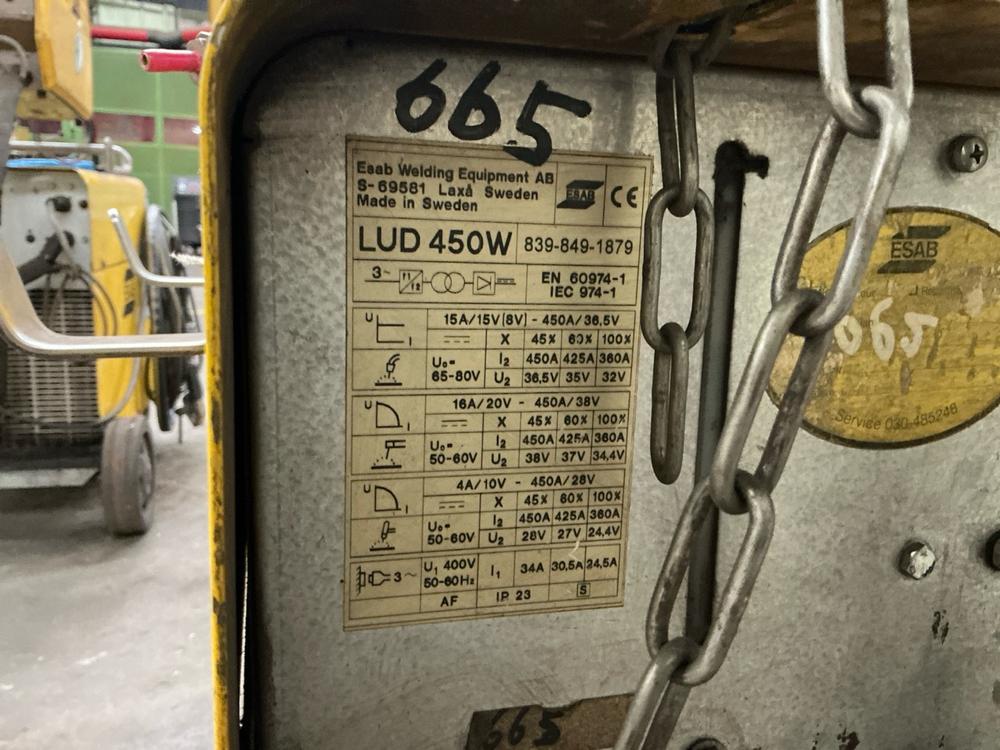 665
Esab Welding Equipment AB
S-69581 Laxå Sweden
Made in Sweden
ESAB
CE
LUD 450W 839-849-1879
3~ f1 f2
EN 60974-1
IEC 974-1
U I 15A/15V(8V) - 450A/36,5V
X 45% 60% 100%
U₀= 65-80V
I₂ 450A 425A 360A
U₂ 36,5V 35V 32V
U I 16A/20V - 450A/38V
X 45% 60% 100%
U₀= 50-60V
I₂ 450A 425A 360A
U₂ 38V 37V 34,4V
U I 4A/10V - 450A/28V
X 45% 60% 100%
U₀= 50-60V
I₂ 450A 425A 360A
U₂ 28V 27V 24,4V
3~ U₁ 400V 50-60Hz I₁ 34A 30,5A 24,5A
AF IP 23 S
ESAB
665
Service 030-485246
665